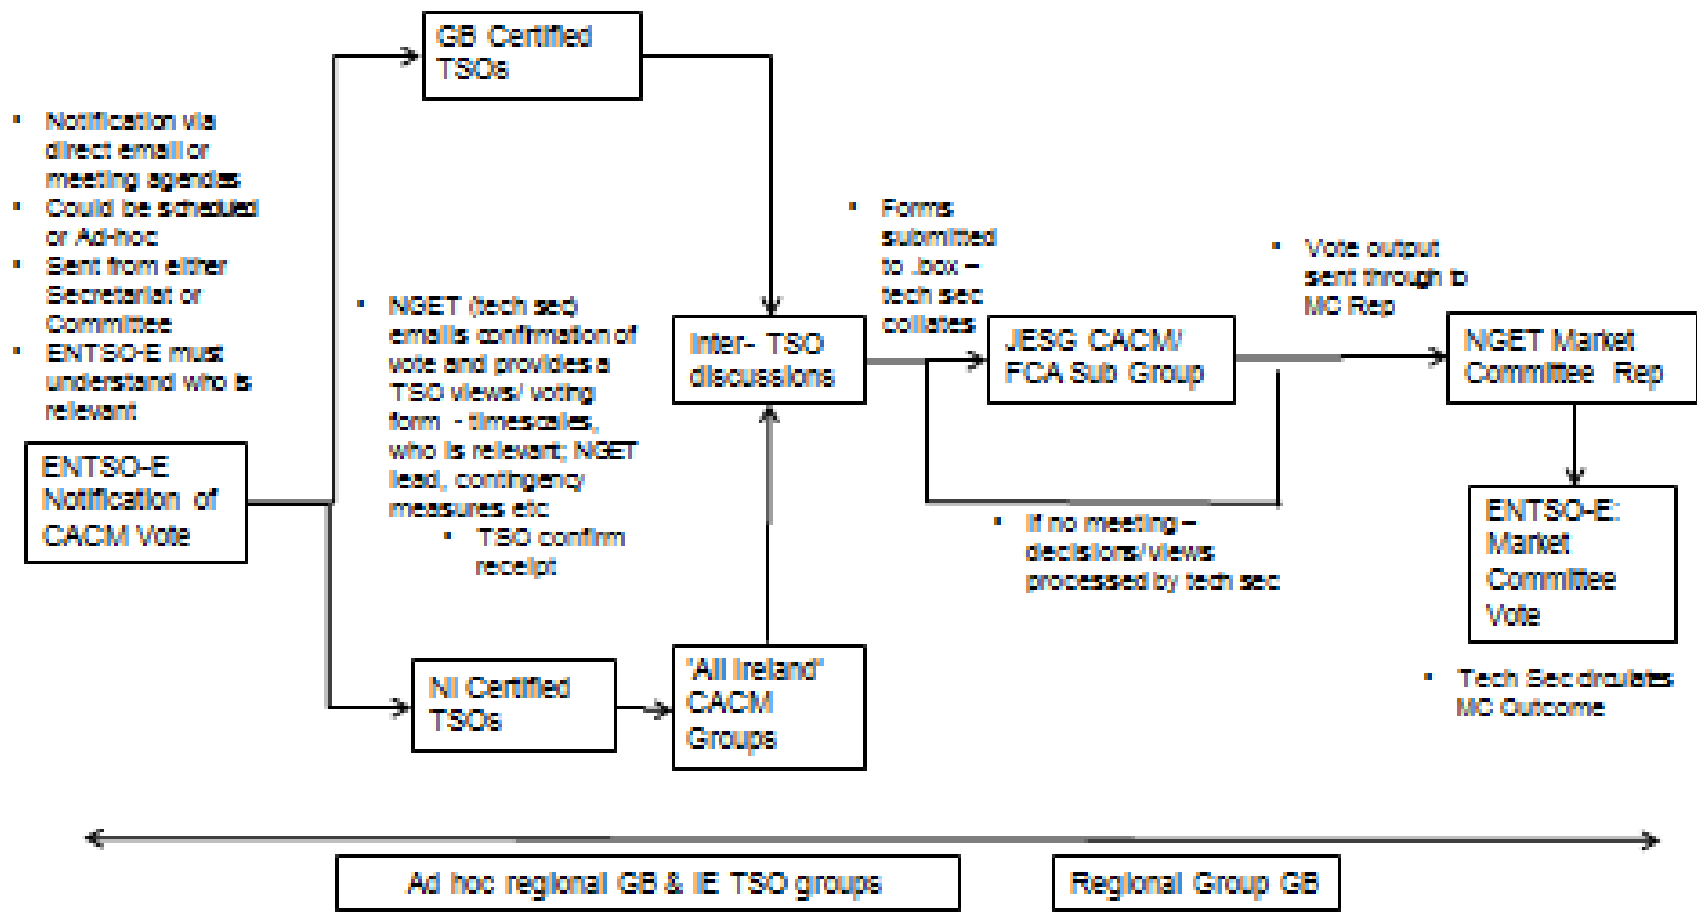 GB Certified
TSOs
• Notification via
direct email or
meeting agendas
• Could be scheduled
or Ad-hoc
• Sent from either
Secretariat or
Committee
• ENTSO-E must
understand who is
relevant
ENTSO-E
Notification of
CACM Vote
• NGET (tech sec)
emails confirmation of
vote and provides a
TSO views/ voting
form - timescales,
who is relevant; NGET
lead, contingency
measures etc
• TSO confirm
receipt
NI Certified
TSOs
'All Ireland'
CACM
Groups
Inter- TSO
discussions
• Forms
submitted
to .box –
tech sec
collates
JESG CACM/
FCA Sub Group
• If no meeting –
decisions/views
processed by tech sec
• Vote output
sent through to
MC Rep
NGET Market
Committee Rep
ENTSO-E:
Market
Committee
Vote
• Tech Sec circulates
MC Outcome
Ad hoc regional GB & IE TSO groups
Regional Group GB